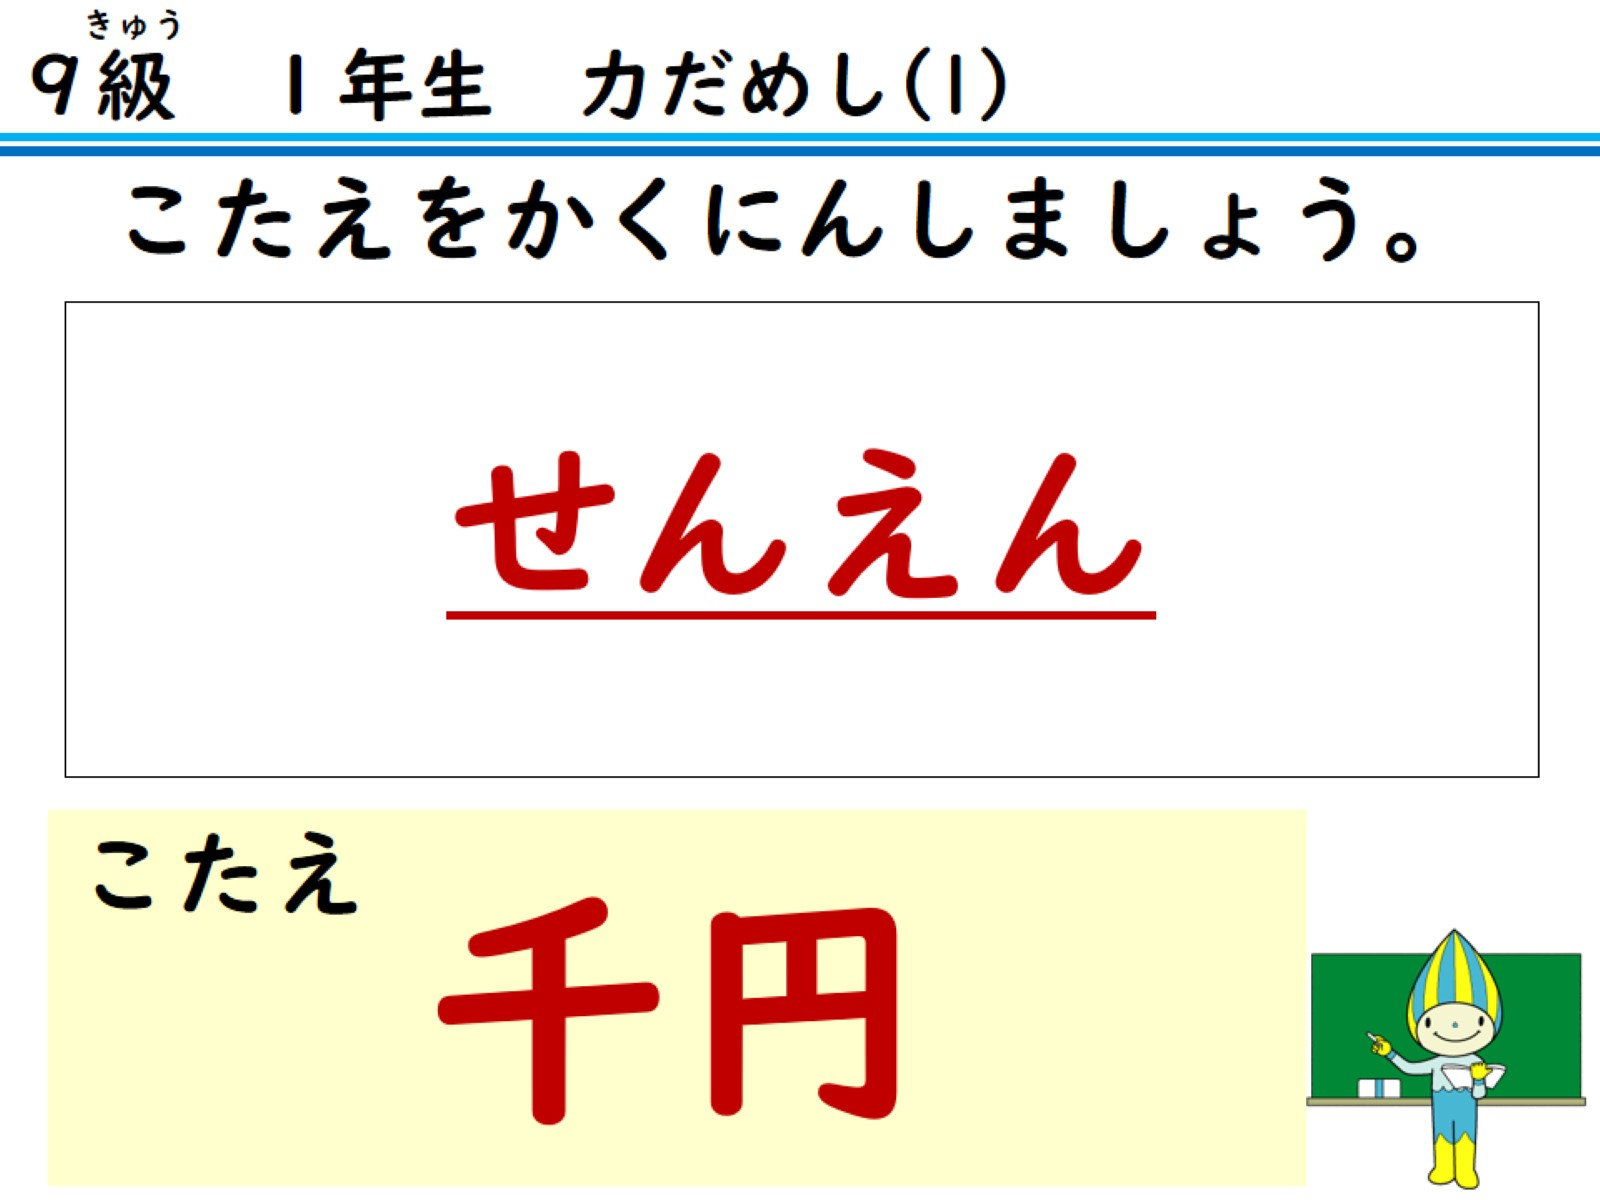 きゅう
9級　1年生　力だめし(1)
こたえをかくにんしましょう。
せんえん
こたえ
千円